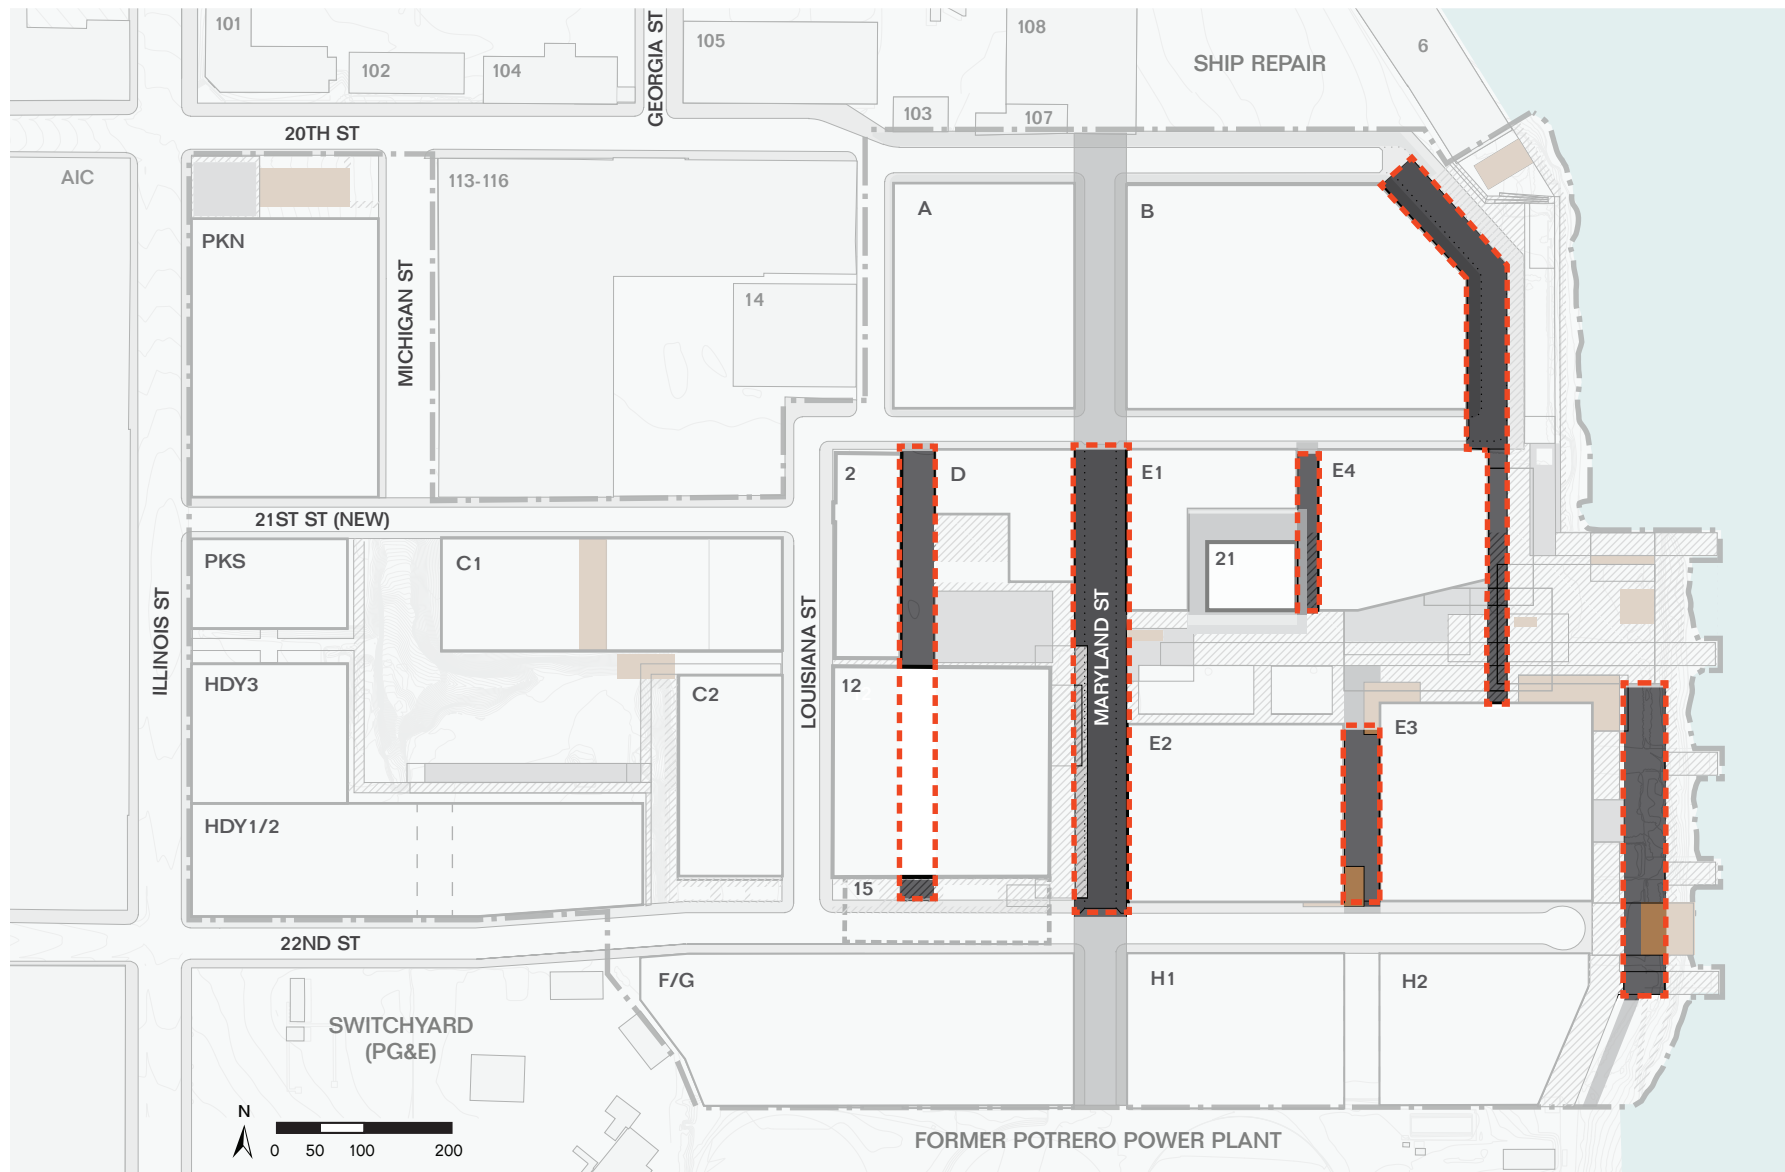 101
102
104
GEORGIA ST
105
108
103
107
SHIP REPAIR
6
20TH ST
AIC
PKN
MICHIGAN ST
113-116
14
A
B
2
D
E1
E4
21ST ST (NEW)
PKS
C1
21
ILLINOIS ST
LOUISIANA ST
MARYLAND ST
HDY3
C2
12
E2
E3
HDY1/2
15
22ND ST
F/G
H1
H2
SWITCHYARD
(PG&E)
N
0 50 100 200
FORMER POTRERO POWER PLANT